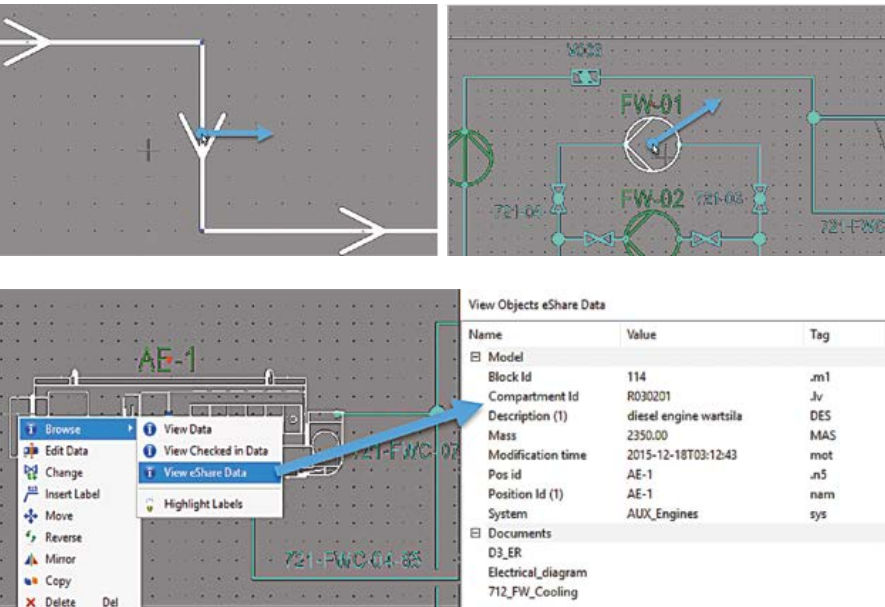 V002
FW-01
FW-02
721-05
721-03
721-FWC
AE-1
721-FWC-07
721-FWC-04-65
Browse
Edit Data
Change
Insert Label
Move
Reverse
Mirror
Copy
Delete Del
View Data
View Checked in Data
View eShare Data
Highlight Labels
View Objects eShare Data
Name Value Tag
Model
Block Id 114 .m1
Compartment Id R030201 .lv
Description (1) diesel engine wartsila DES
Mass 2350.00 MAS
Modification time 2015-12-18T03:12:43 mot
Pos id AE-1 .n5
Position Id (1) AE-1 nam
System AUX_Engines sys
Documents
D3_ER
Electrical_diagram
712_FW_Cooling